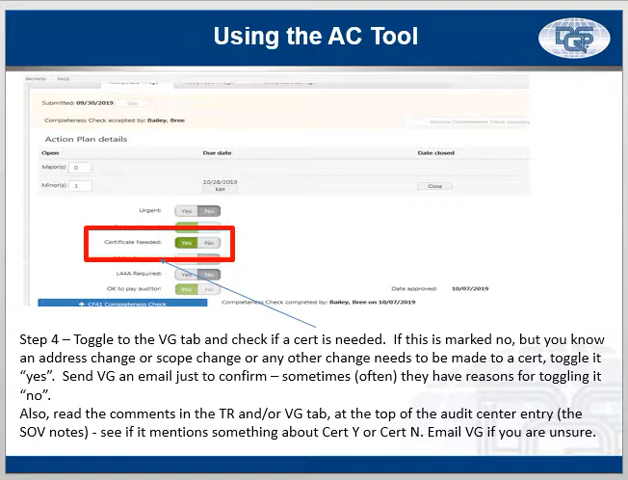 Using the AC Tool
DQS
BROWSE PAGE
Submitted: 09/30/2019 Yes
Completeness Check accepted by: Bailey, Bree
Action Plan details
Open Due date Date closed
Major(s) 0
Minor(s) 1 10/28/2019 Close
Urgent: Yes No
Certificate Needed: Yes No
L44A Required: Yes No
OK to pay auditor: Yes No Date approved: 10/07/2019
+ CF41 Completeness Check Completeness Check completed by: Bailey, Bree on 10/07/2019
Step 4 – Toggle to the VG tab and check if a cert is needed. If this is marked no, but you know
an address change or scope change or any other change needs to be made to a cert, toggle it
“yes”. Send VG an email just to confirm – sometimes (often) they have reasons for toggling it
“no”.
Also, read the comments in the TR and/or VG tab, at the top of the audit center entry (the
SOV notes) - see if it mentions something about Cert Y or Cert N. Email VG if you are unsure.